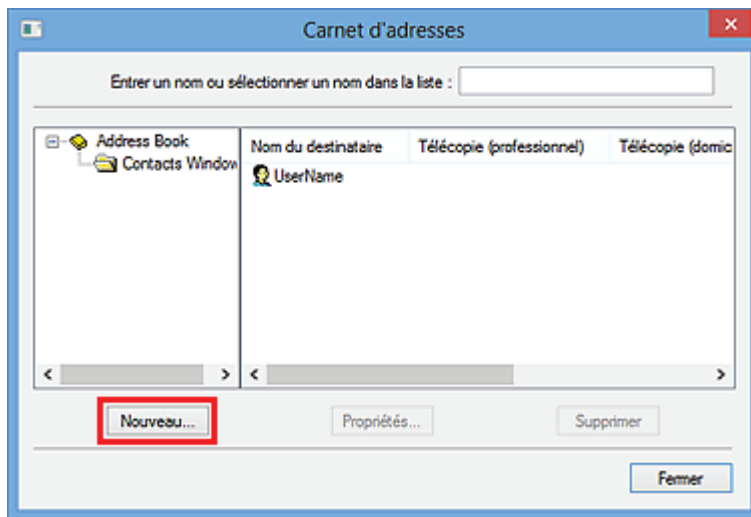 Carnet d'adresses
Entrer un nom ou sélectionner un nom dans la liste :
Address Book
Contacts Window
Nom du destinataire Télécopie (professionnel) Télécopie (domic
UserName
Nouveau... Propriétés... Supprimer
Fermer